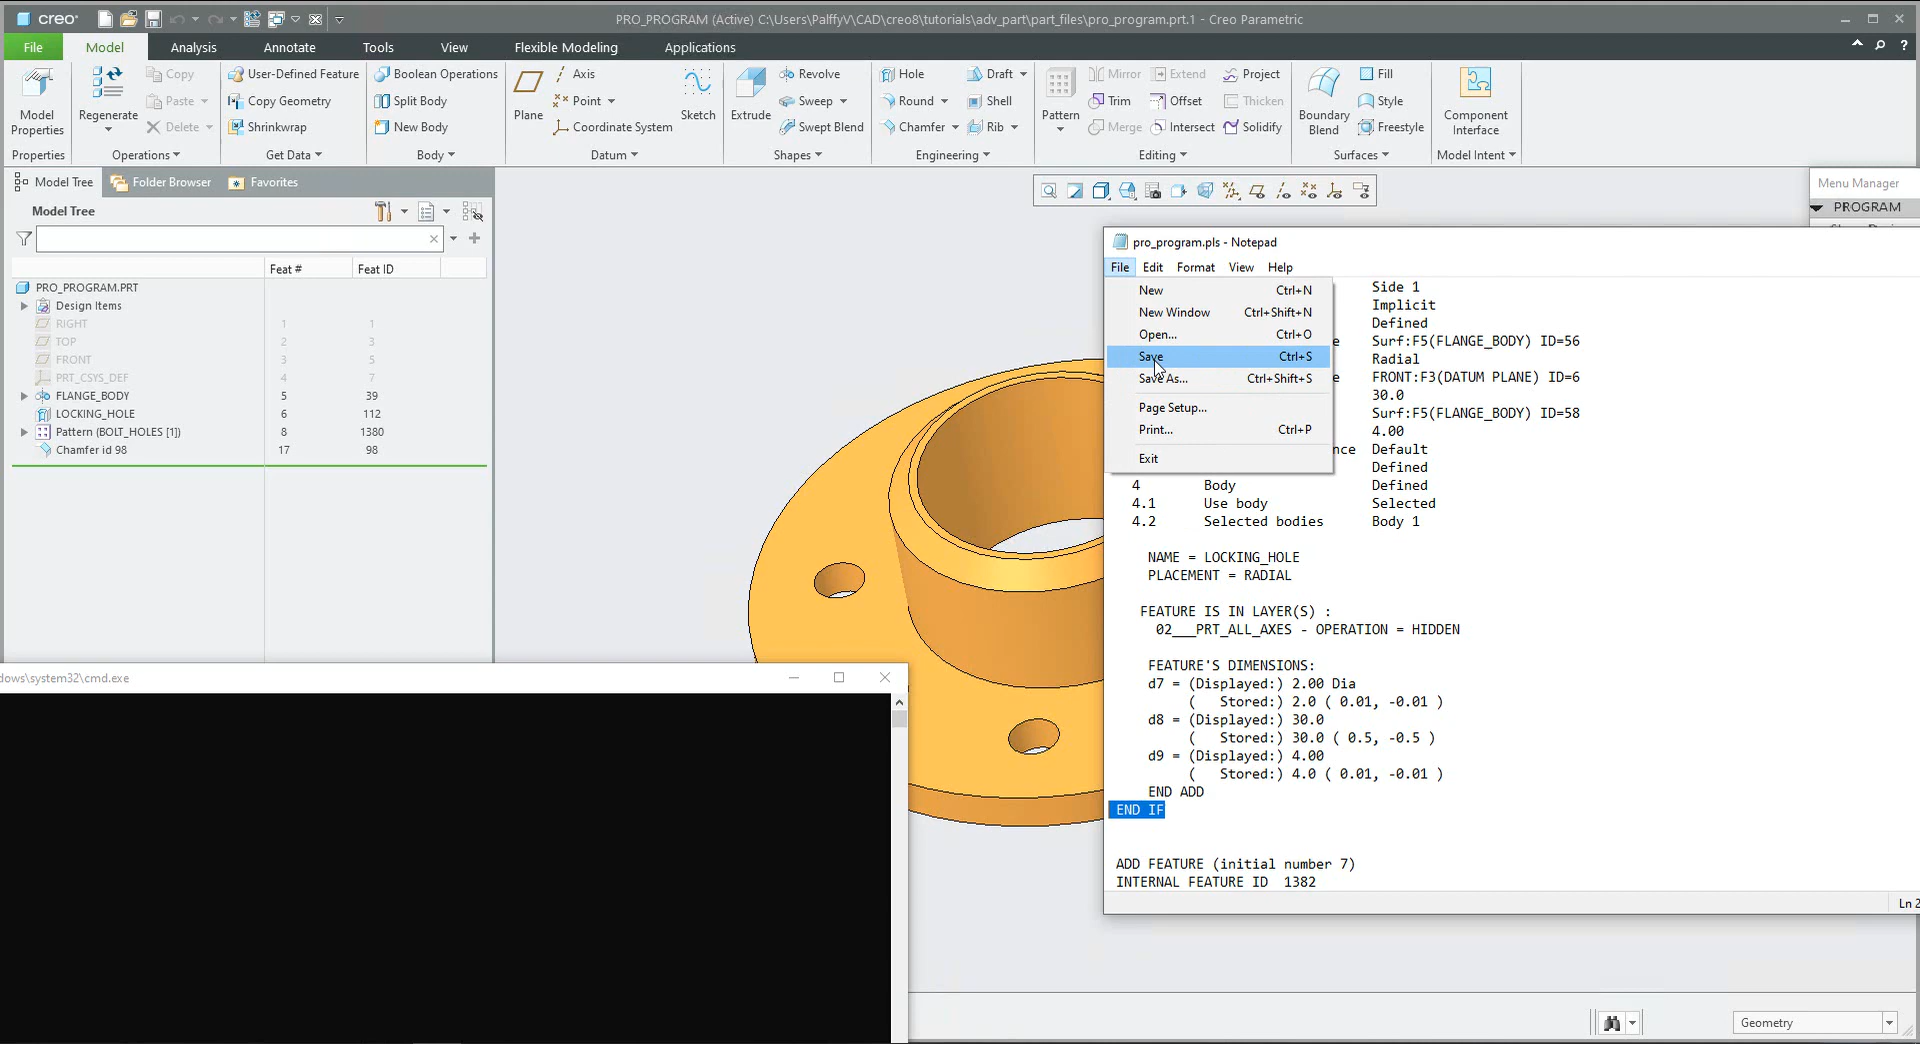 creo
PRO_PROGRAM (Active) C:\Users\PalffyV\CAD\creo8\tutorials\adv_part\part_files\pro_program.prt.1 - Creo Parametric
File Model Analysis Annotate Tools View Flexible Modeling Applications
Model Properties
Properties
Regenerate
Copy
Paste
Delete
Operations
User-Defined Feature
Copy Geometry
Shrinkwrap
Get Data
Boolean Operations
Split Body
New Body
Body
Plane
Axis
Point
Coordinate System
Sketch
Datum
Extrude
Revolve
Sweep
Swept Blend
Shapes
Hole
Round
Chamfer
Draft
Shell
Rib
Engineering
Pattern
Mirror
Trim
Merge
Extend
Offset
Intersect
Project
Thicken
Solidify
Editing
Boundary Blend
Fill
Style
Freestyle
Surfaces
Component Interface
Model Intent
Model Tree Folder Browser Favorites
Model Tree
Feat # Feat ID
PRO_PROGRAM.PRT
Design Items
RIGHT 1 1
TOP 2 3
FRONT 3 5
PRT_CSYS_DEF 4 7
FLANGE_BODY 5 39
LOCKING_HOLE 6 112
Pattern (BOLT_HOLES [1]) 8 1380
Chamfer id 98 17 98
Menu Manager
PROGRAM
pro_program.pls - Notepad
File Edit Format View Help
New Ctrl+N
New Window Ctrl+Shift+N
Open... Ctrl+O
Save Ctrl+S
Save As... Ctrl+Shift+S
Page Setup...
Print... Ctrl+P
Exit
Side 1
Implicit
Defined
e Surf:F5(FLANGE_BODY) ID=56
Radial
e FRONT:F3(DATUM PLANE) ID=6
30.0
Surf:F5(FLANGE_BODY) ID=58
4.00
nce Default
Defined
4 Body Defined
4.1 Use body Selected
4.2 Selected bodies Body 1
NAME = LOCKING_HOLE
PLACEMENT = RADIAL
FEATURE IS IN LAYER(S) :
02___PRT_ALL_AXES - OPERATION = HIDDEN
FEATURE'S DIMENSIONS:
d7 = (Displayed:) 2.00 Dia
( Stored:) 2.0 ( 0.01, -0.01 )
d8 = (Displayed:) 30.0
( Stored:) 30.0 ( 0.5, -0.5 )
d9 = (Displayed:) 4.00
( Stored:) 4.0 ( 0.01, -0.01 )
END ADD
END IF
ADD FEATURE (initial number 7)
INTERNAL FEATURE ID 1382
Ln 2
dows\system32\cmd.exe
Geometry